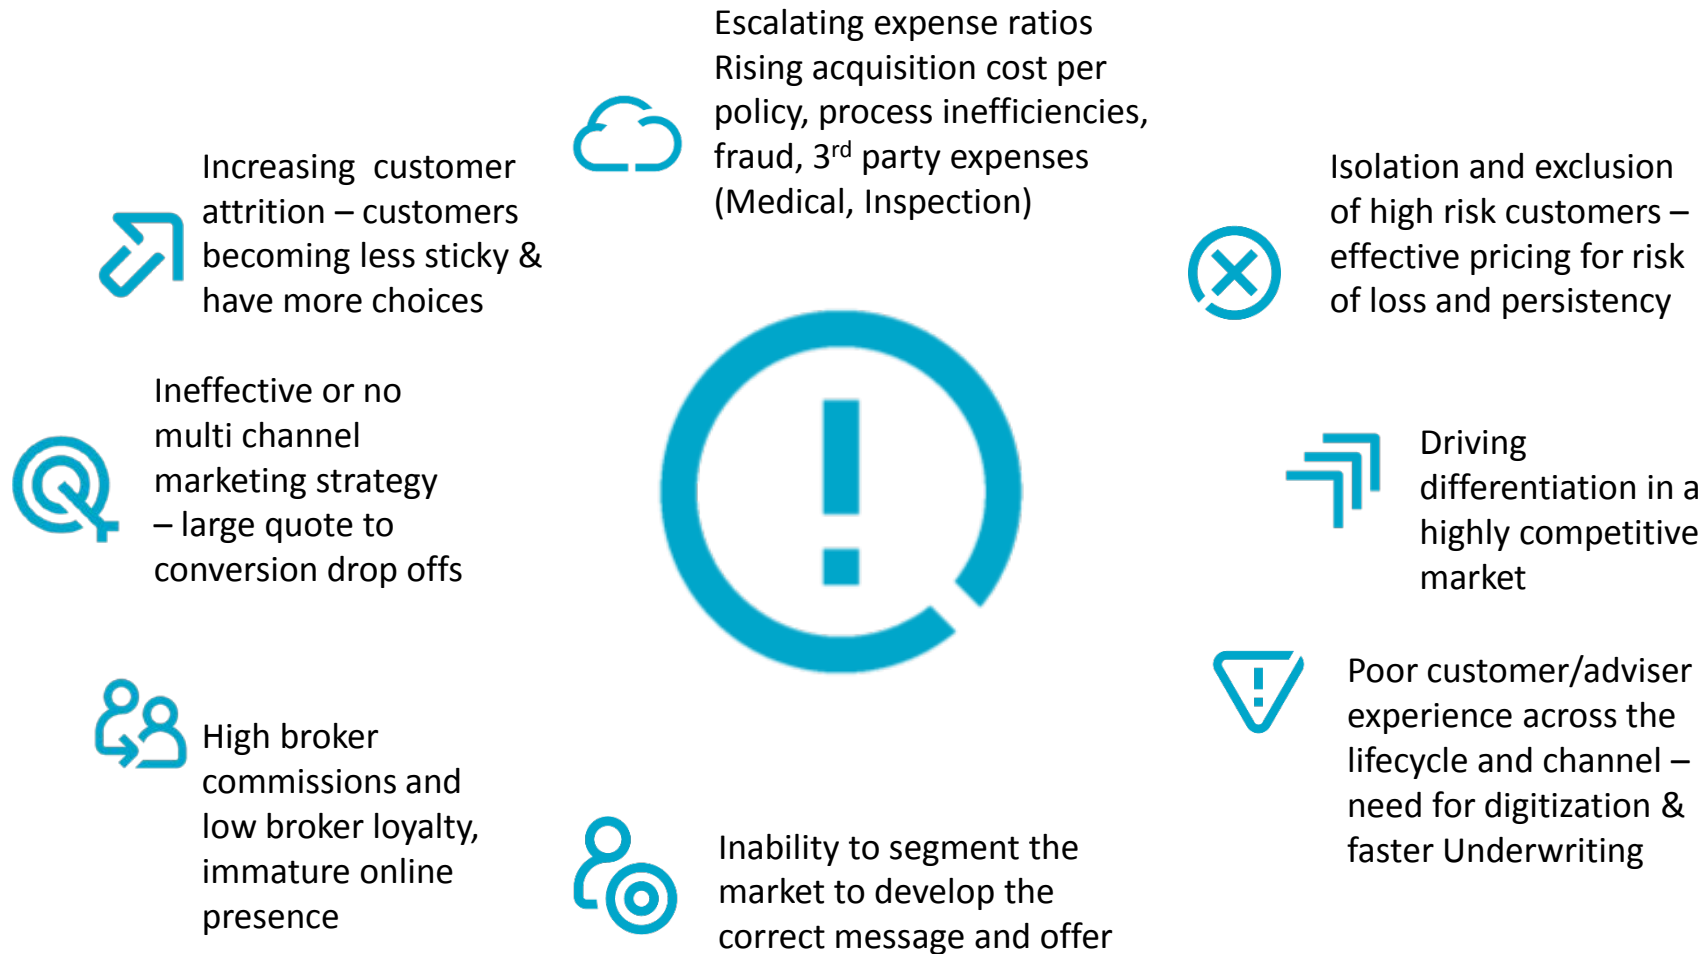 Escalating expense ratios
Rising acquisition cost per
policy, process inefficiencies,
fraud, 3rd party expenses
(Medical, Inspection)
Increasing customer
attrition – customers
becoming less sticky &
have more choices
Isolation and exclusion
of high risk customers –
effective pricing for risk
of loss and persistency
Ineffective or no
multi channel
marketing strategy
– large quote to
conversion drop offs
Driving
differentiation in a
highly competitive
market
Poor customer/adviser
experience across the
lifecycle and channel –
need for digitization &
faster Underwriting
High broker
commissions and
low broker loyalty,
immature online
presence
Inability to segment the
market to develop the
correct message and offer